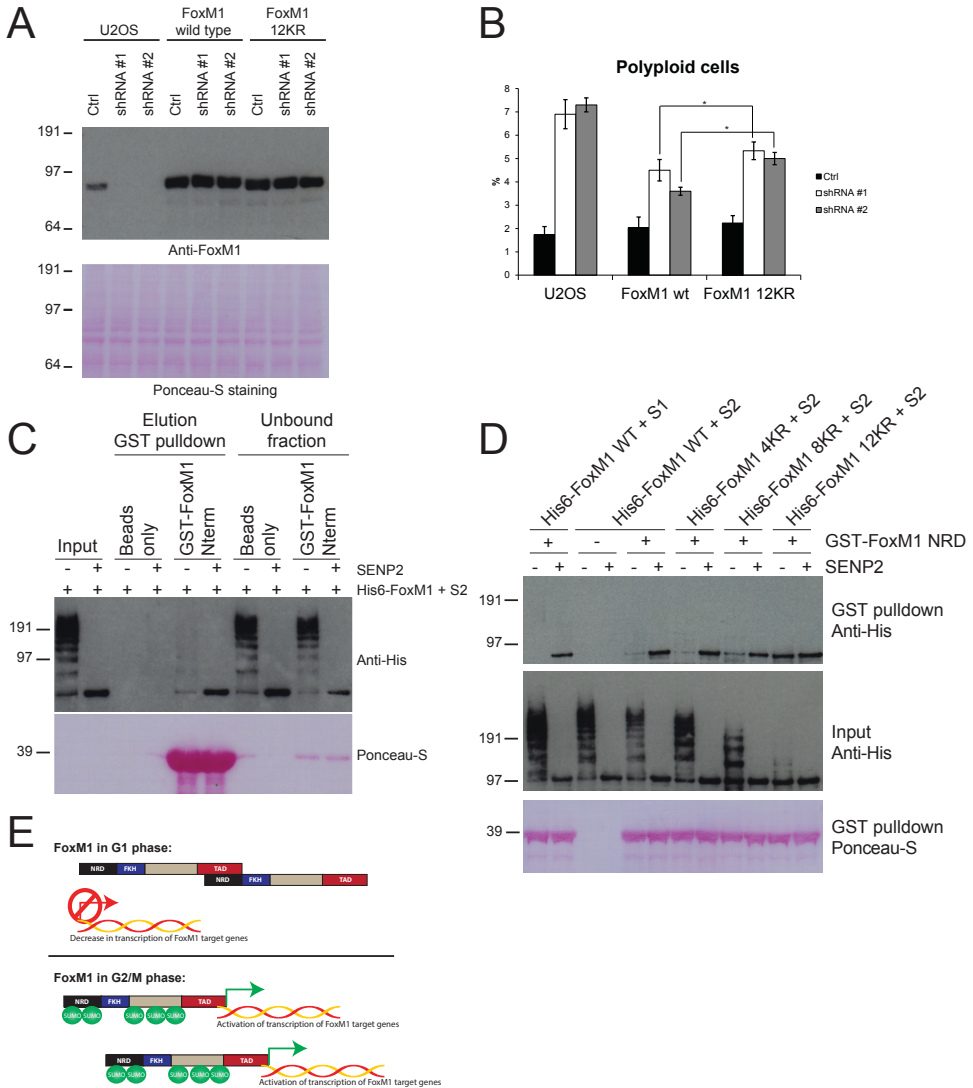 A
U2OS
FoxM1
wild type
FoxM1
12KR
Ctrl
shRNA #1
shRNA #2
Ctrl
shRNA #1
shRNA #2
Ctrl
shRNA #1
shRNA #2
191
97
64
Anti-FoxM1
191
97
64
Ponceau-S staining
B
Polyploid cells
8
7
6
5
4
3
2
1
0
%
* 
*
Ctrl
shRNA #1
shRNA #2
U2OS
FoxM1 wt
FoxM1 12KR
C
Elution
GST pulldown
Unbound
fraction
Input
Beads
only
GST-FoxM1
Nterm
Beads
only
GST-FoxM1
Nterm
- + - + - + - + - + SENP2
+ + + + + + + + + + His6-FoxM1 + S2
191
97
Anti-His
39
Ponceau-S
D
His6-FoxM1 WT + S1
His6-FoxM1 WT + S2
His6-FoxM1 4KR + S2
His6-FoxM1 8KR + S2
His6-FoxM1 12KR + S2
+ - + + + + GST-FoxM1 NRD
- + - + - + - + - + - + SENP2
191
97
GST pulldown
Anti-His
191
97
Input
Anti-His
39
GST pulldown
Ponceau-S
E
FoxM1 in G1 phase:
NRD FKH TAD
NRD FKH TAD
Decrease in transcription of FoxM1 target genes
FoxM1 in G2/M phase:
NRD FKH TAD
SUMO SUMO SUMO SUMO SUMO
Activation of transcription of FoxM1 target genes
NRD FKH TAD
SUMO SUMO SUMO SUMO SUMO
Activation of transcription of FoxM1 target genes